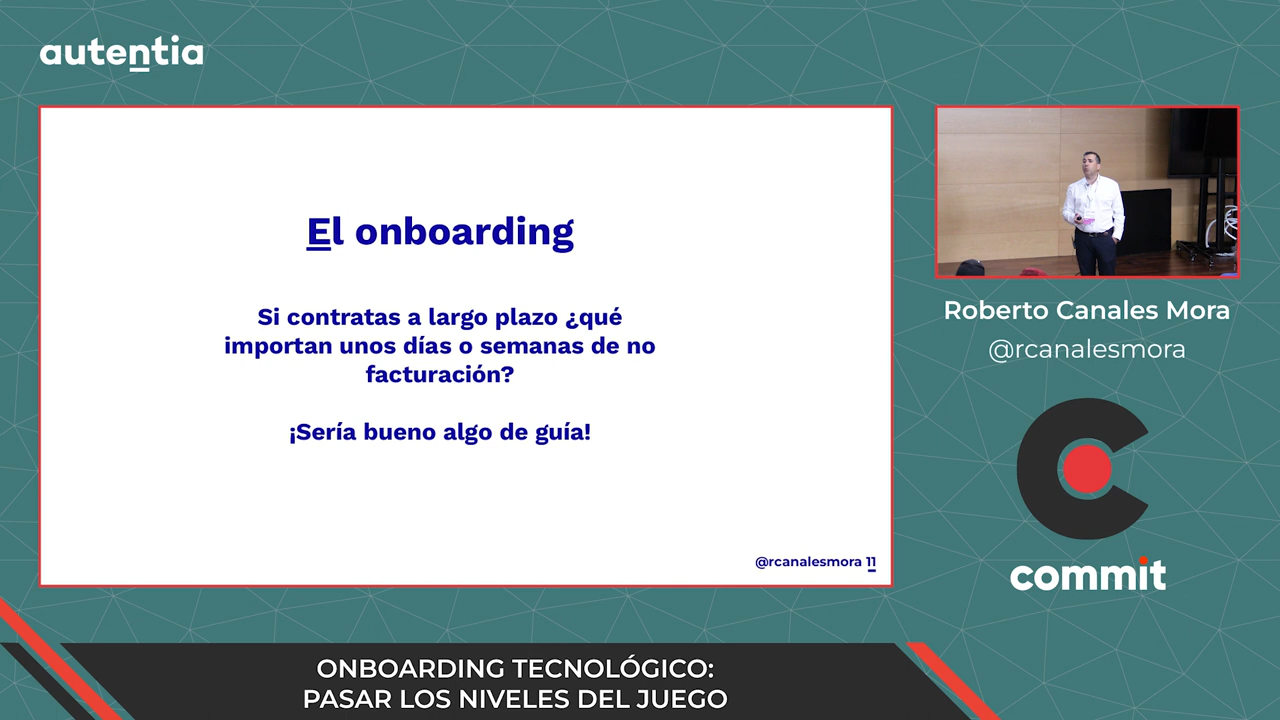 autentia
El onboarding
Si contratas a largo plazo ¿qué
importan unos días o semanas de no
facturación?
¡Sería bueno algo de guía!
@rcanalesmora 11
Roberto Canales Mora
@rcanalesmora
commit
ONBOARDING TECNOLÓGICO:
PASAR LOS NIVELES DEL JUEGO